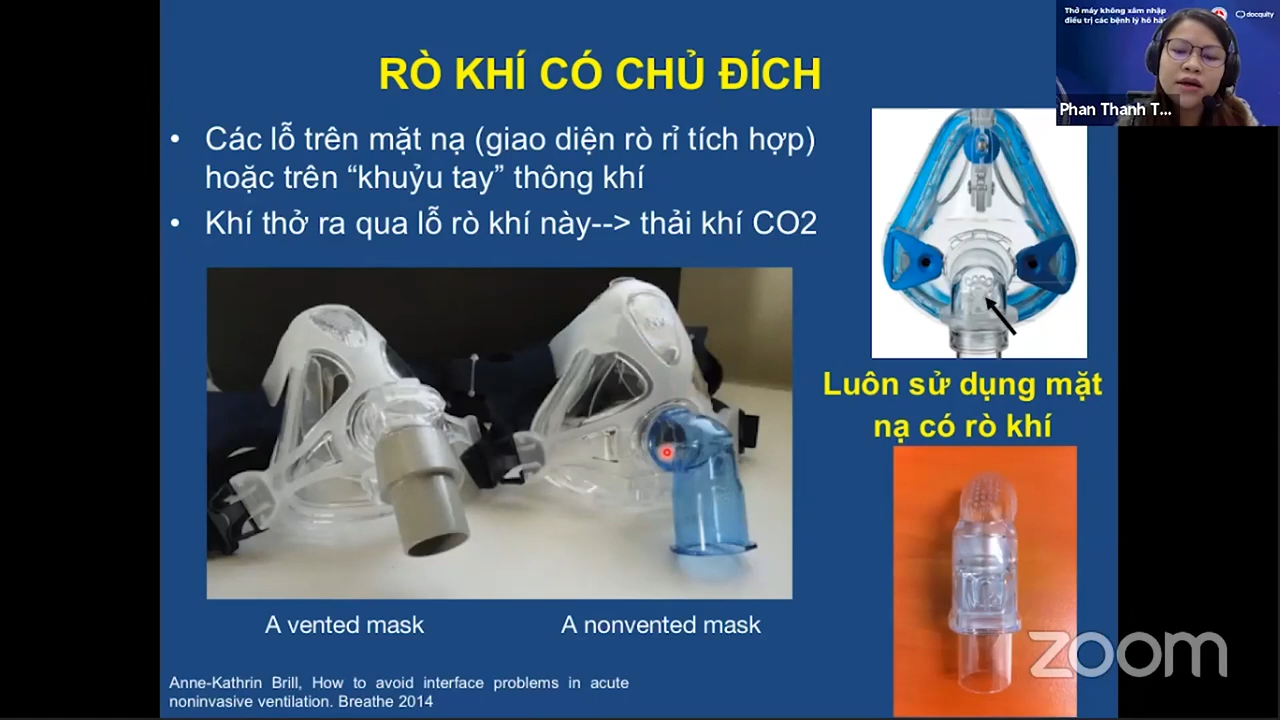 Thở máy không xâm nhập
điều trị các bệnh lý hô hấp
docquity
Phan Thanh T...
RÒ KHÍ CÓ CHỦ ĐÍCH
• Các lỗ trên mặt nạ (giao diện rò rỉ tích hợp)
hoặc trên “khuỷu tay” thông khí
• Khí thở ra qua lỗ rò khí này--> thải khí CO2
Luôn sử dụng mặt
nạ có rò khí
A vented mask
A nonvented mask
Anne-Kathrin Brill, How to avoid interface problems in acute
noninvasive ventilation. Breathe 2014
zoom